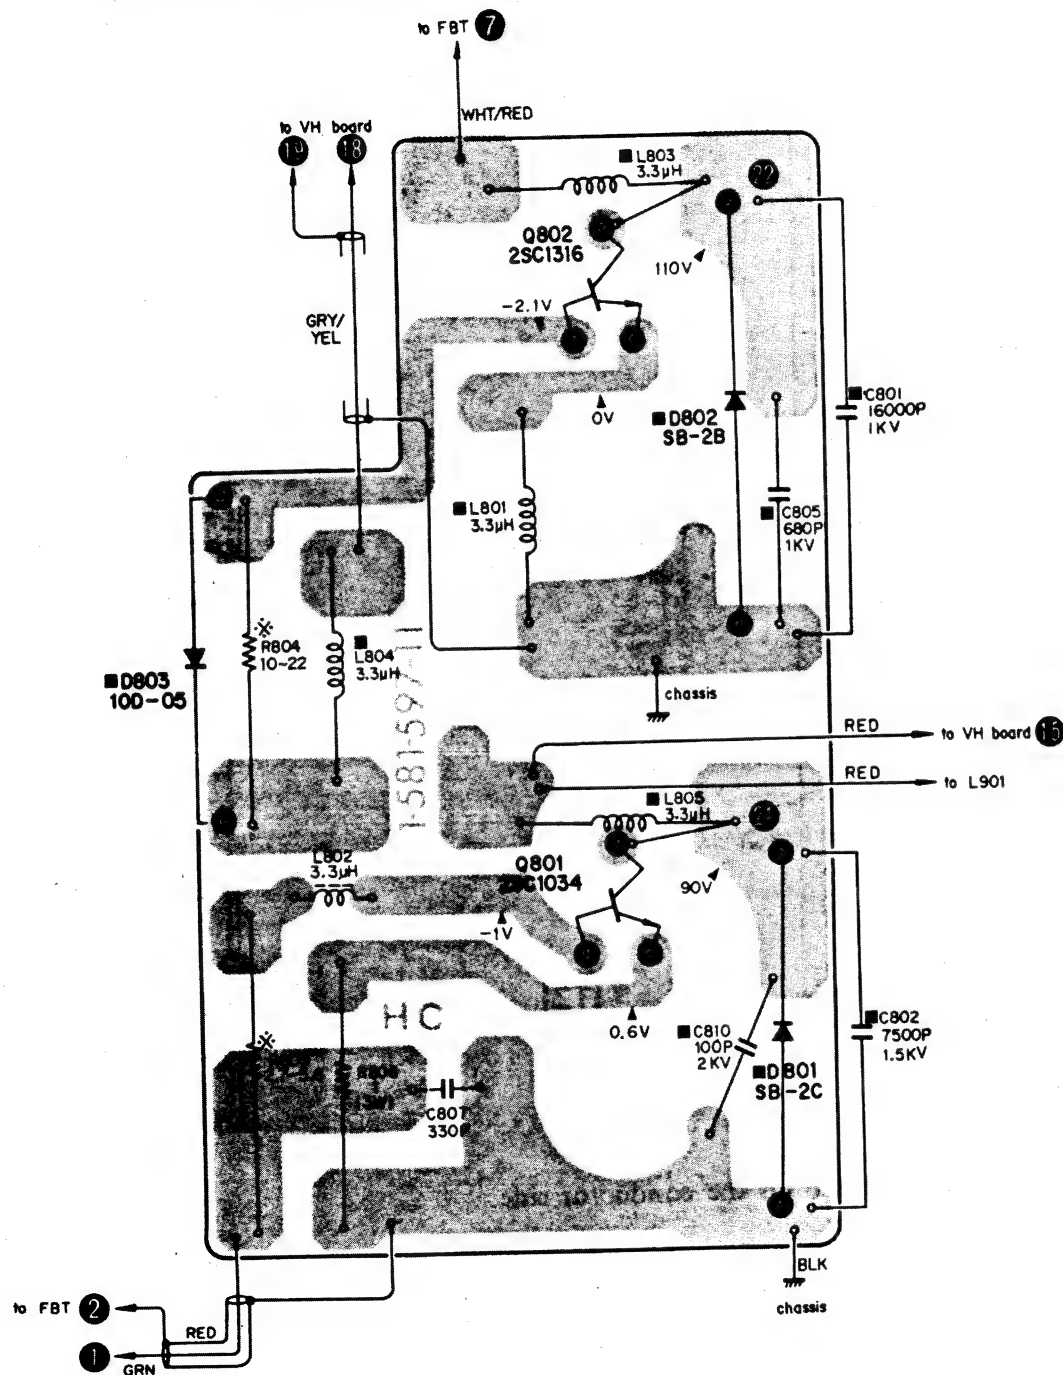 to FBT 7
WHT/RED
to VH board
19 18
■L803
3.3μH
22
Q802
2SC1316
110V
-2.1V
GRY/
YEL
0V
■D802
SB-2B
■C801
16000P
1KV
■L801
3.3μH
■C805
680P
1KV
※
R804
10~22
■L804
3.3μH
■D803
10D-05
chassis
RED
to VH board 15
RED
to L901
■L805
3.3μH
L802
3.3μH
Q801
2SC1034
90V
-1V
HC
0.6V
■C810
100P
2KV
■C802
7500P
1.5KV
■D801
SB-2C
※
C807
330P
BLK
chassis
to FBT 2
RED
1
GRN